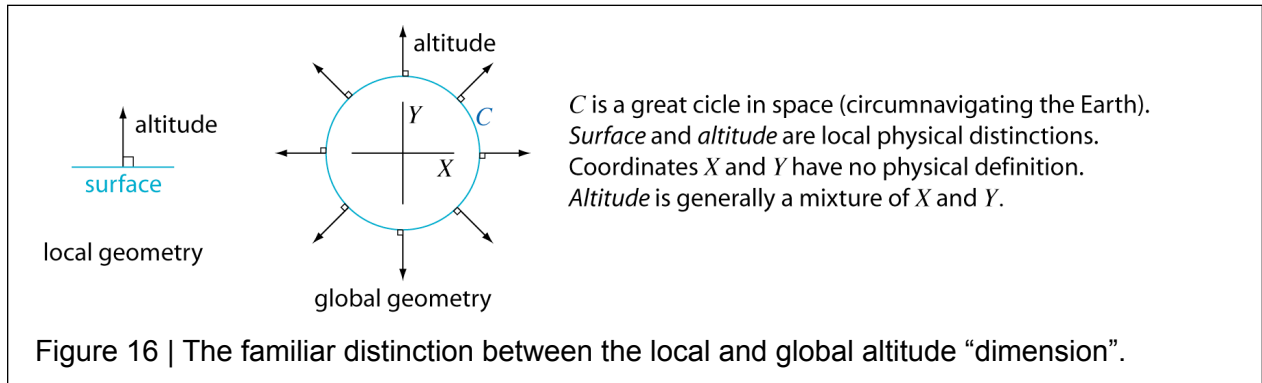 altitude
surface
local geometry
altitude
Y
C
X
global geometry
C is a great cicle in space (circumnavigating the Earth).
Surface and altitude are local physical distinctions.
Coordinates X and Y have no physical definition.
Altitude is generally a mixture of X and Y.
Figure 16 | The familiar distinction between the local and global altitude “dimension”.